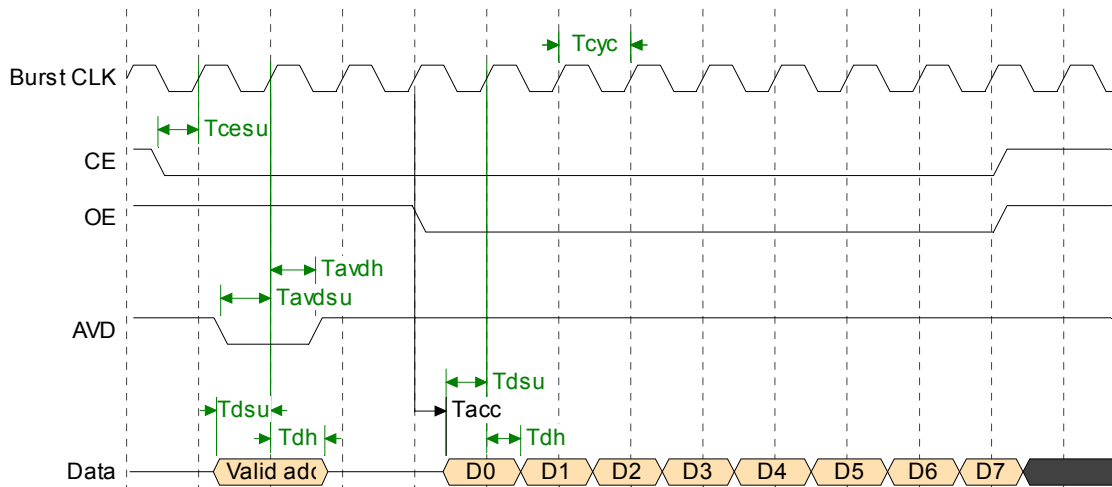 Tcyc
Burst CLK
Tcesu
CE
OE
Tavdh
Tavdsu
AVD
Tdsu
Tdsu
Tacc
Tdh
Tdh
Data
Valid adc
D0
D1
D2
D3
D4
D5
D6
D7